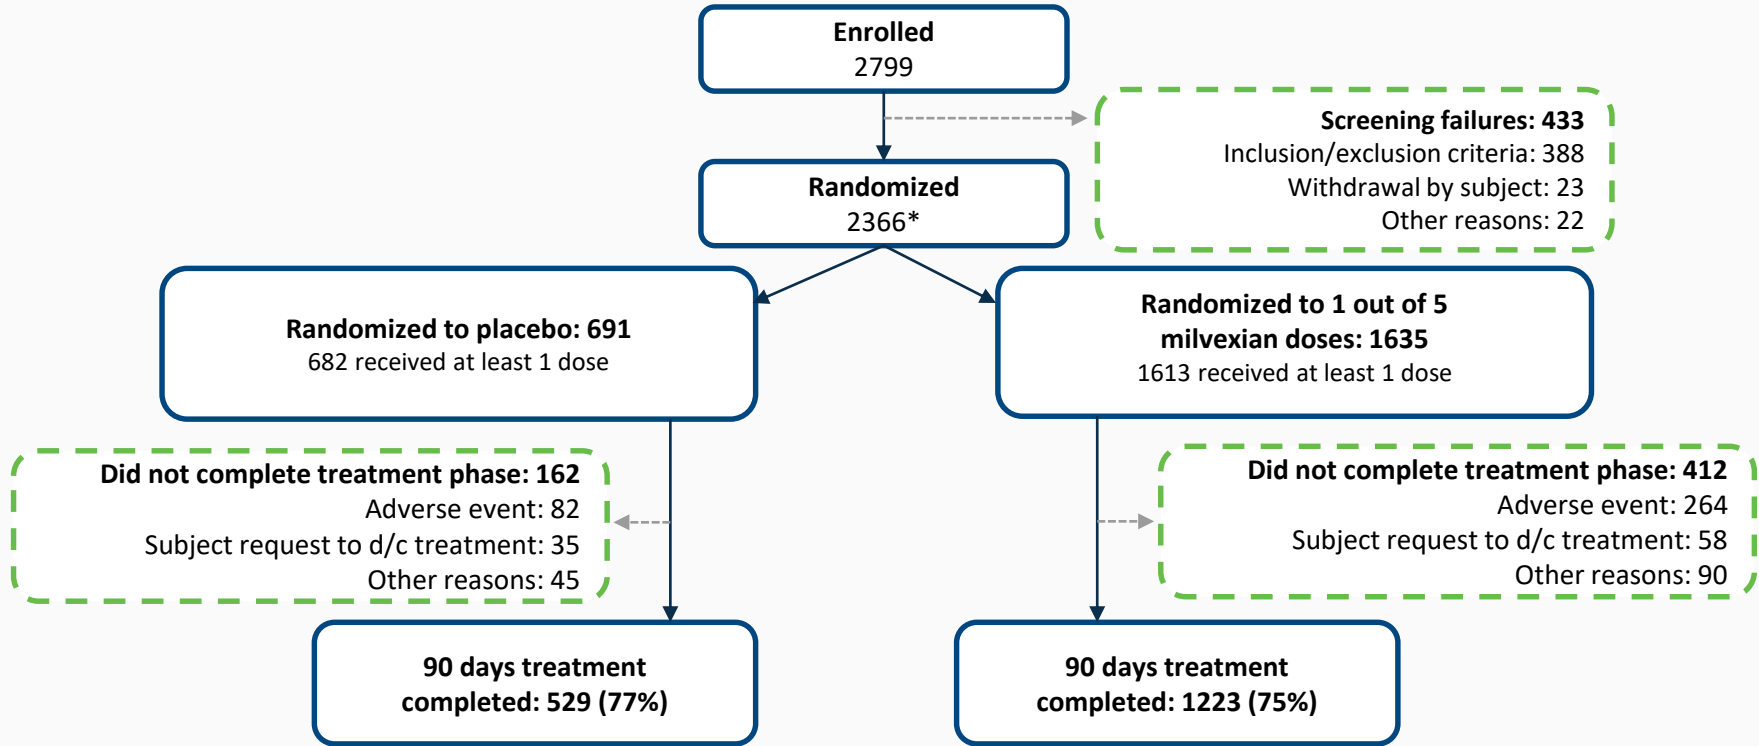 Enrolled
2799
Screening failures: 433
Inclusion/exclusion criteria: 388
Withdrawal by subject: 23
Other reasons: 22
Randomized
2366*
Randomized to placebo: 691
682 received at least 1 dose
Randomized to 1 out of 5
milvexian doses: 1635
1613 received at least 1 dose
Did not complete treatment phase: 162
Adverse event: 82
Subject request to d/c treatment: 35
Other reasons: 45
Did not complete treatment phase: 412
Adverse event: 264
Subject request to d/c treatment: 58
Other reasons: 90
90 days treatment
completed: 529 (77%)
90 days treatment
completed: 1223 (75%)